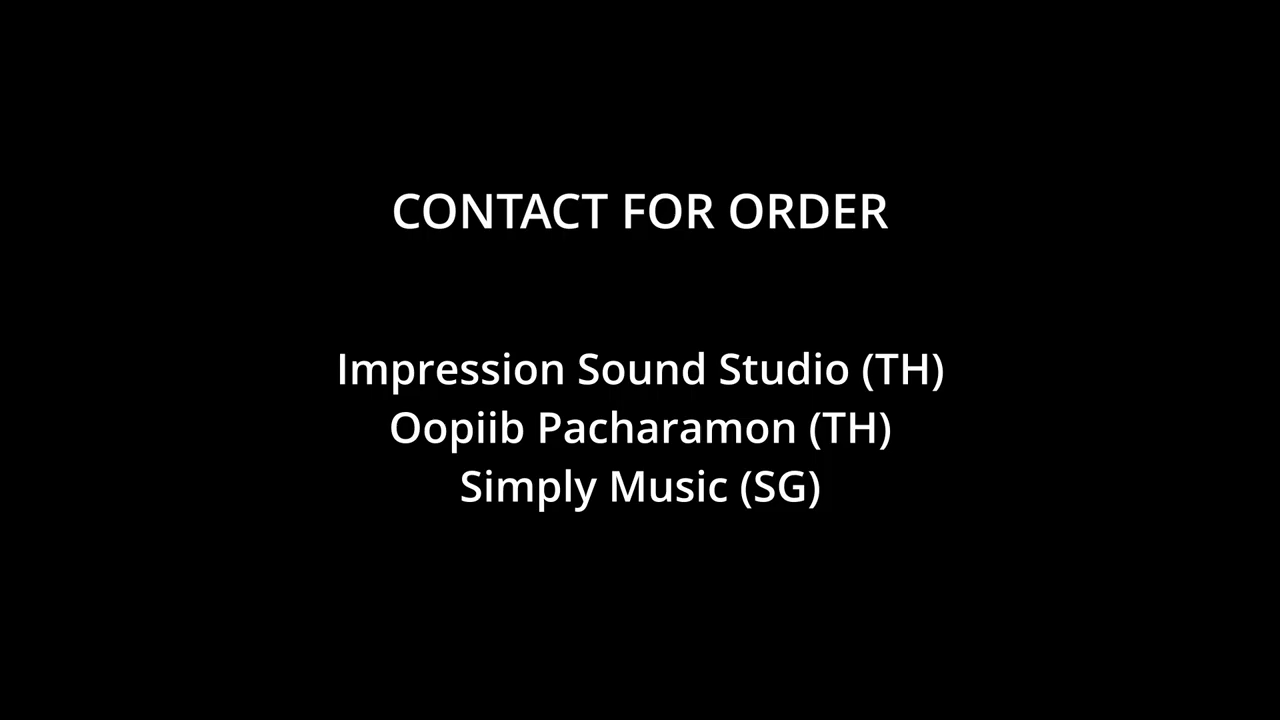 CONTACT FOR ORDER
Impression Sound Studio (TH)
Oopiib Pacharamon (TH)
Simply Music (SG)